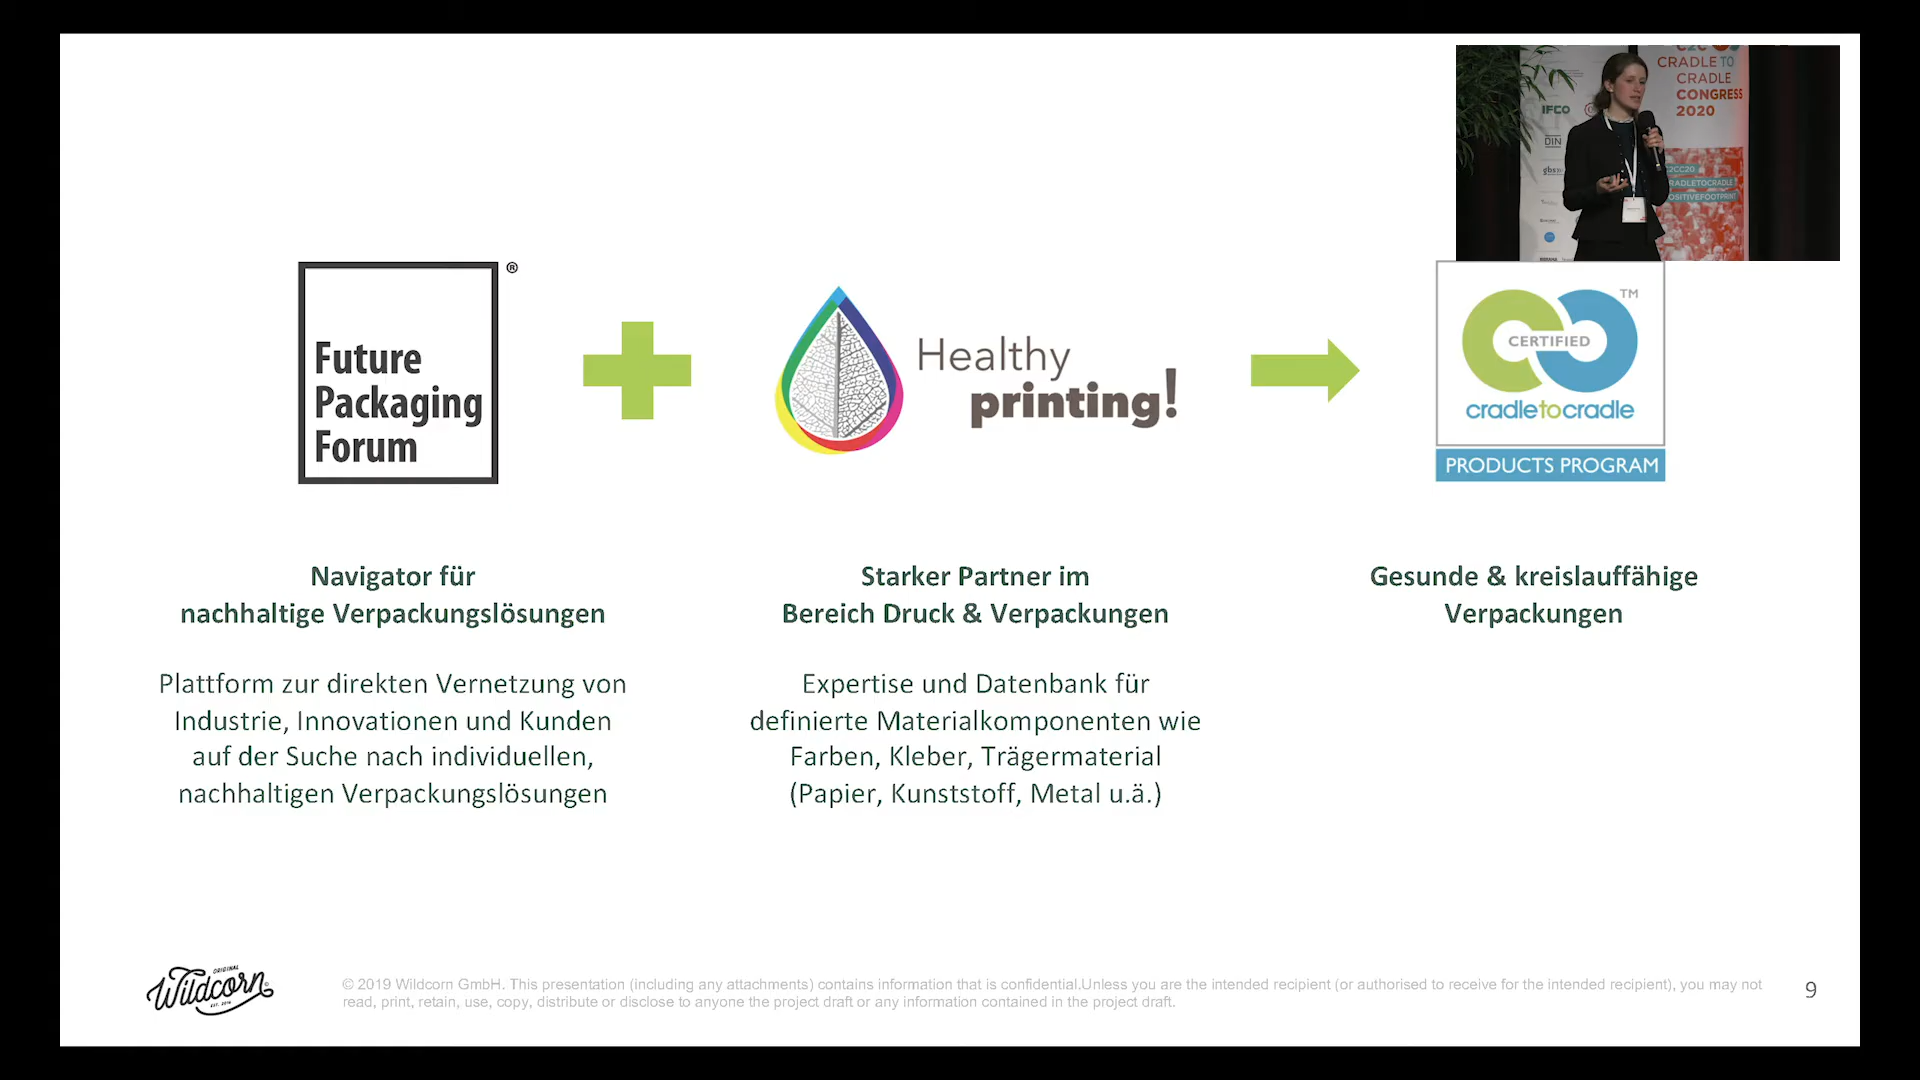 CRADLE TO
CRADLE
CONGRESS
2020
IFCO
DIN
gbs
C2CC20
RADLETOCRADLE
OSITIVEFOOTPRINT
Future
Packaging
Forum
®
Healthy
printing!
TM
CERTIFIED
cradletocradle
PRODUCTS PROGRAM
Navigator für
nachhaltige Verpackungslösungen
Plattform zur direkten Vernetzung von
Industrie, Innovationen und Kunden
auf der Suche nach individuellen,
nachhaltigen Verpackungslösungen
Starker Partner im
Bereich Druck & Verpackungen
Expertise und Datenbank für
definierte Materialkomponenten wie
Farben, Kleber, Trägermaterial
(Papier, Kunststoff, Metal u.ä.)
Gesunde & kreislauffähige
Verpackungen
ORIGINAL
Wildcorn
© 2019 Wildcorn GmbH. This presentation (including any attachments) contains information that is confidential.Unless you are the intended recipient (or authorised to receive for the intended recipient), you may not
read, print, retain, use, copy, distribute or disclose to anyone the project draft or any information contained in the project draft.
9